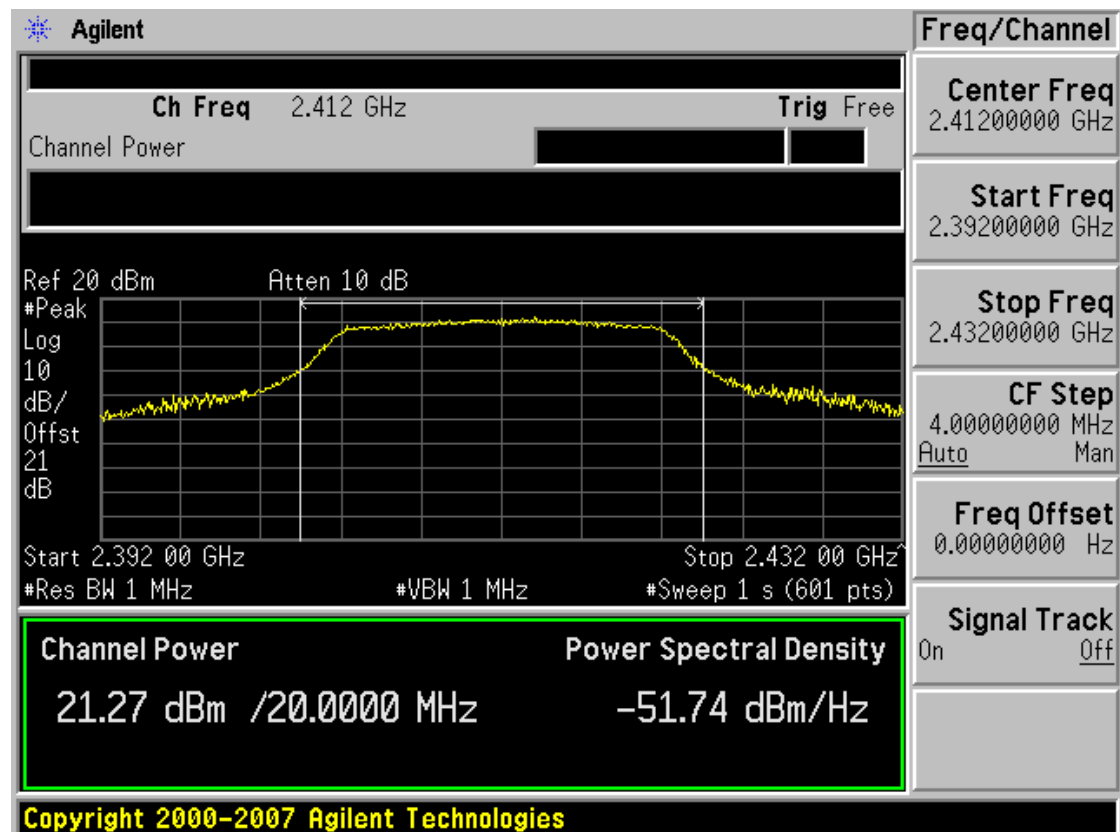 Agilent
Freq/Channel
Ch Freq 2.412 GHz Trig Free
Channel Power
Ref 20 dBm Atten 10 dB
#Peak
Log
10
dB/
Offst
21
dB
Start 2.392 00 GHz Stop 2.432 00 GHz^
#Res BW 1 MHz #VBW 1 MHz #Sweep 1 s (601 pts)
Channel Power Power Spectral Density
21.27 dBm /20.0000 MHz -51.74 dBm/Hz
Center Freq
2.41200000 GHz
Start Freq
2.39200000 GHz
Stop Freq
2.43200000 GHz
CF Step
4.00000000 MHz
Auto Man
Freq Offset
0.00000000 Hz
Signal Track
On Off
Copyright 2000-2007 Agilent Technologies